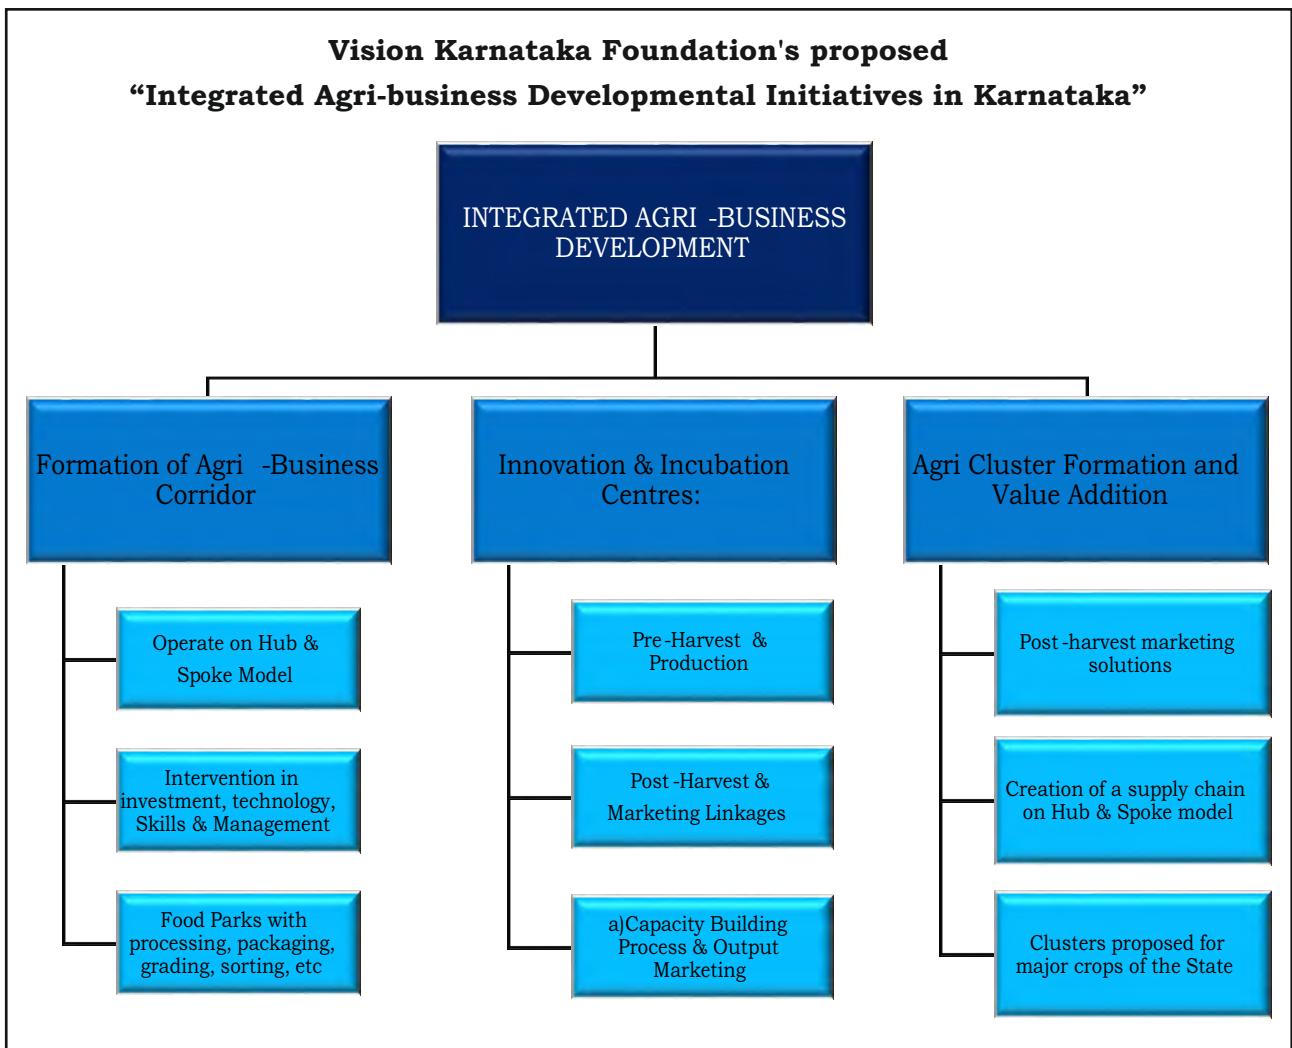 Vision Karnataka Foundation's proposed
“Integrated Agri-business Developmental Initiatives in Karnataka”
INTEGRATED AGRI -BUSINESS
DEVELOPMENT
Formation of Agri -Business
Corridor
Operate on Hub &
Spoke Model
Intervention in
investment, technology,
Skills & Management
Food Parks with
processing, packaging,
grading, sorting, etc
Innovation & Incubation
Centres:
Pre-Harvest &
Production
Post-Harvest &
Marketing Linkages
a)Capacity Building
Process & Output
Marketing
Agri Cluster Formation and
Value Addition
Post-harvest marketing
solutions
Creation of a supply chain
on Hub & Spoke model
Clusters proposed for
major crops of the State